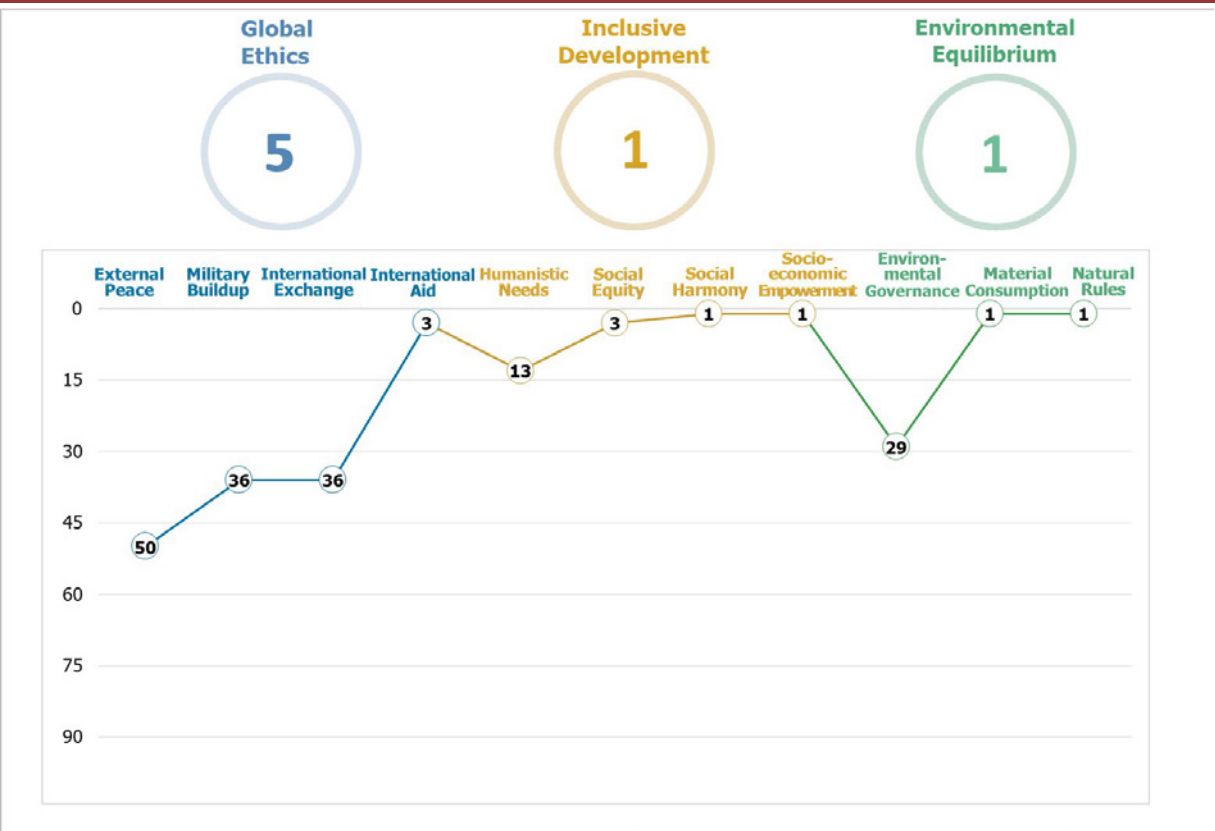 Global
Ethics
Inclusive
Development
Environmental
Equilibrium
5
1
1
External
Peace
Military
Buildup
International
Exchange
International
Aid
Humanistic
Needs
Social
Equity
Social
Harmony
Socio-
economic
Empowerment
Environ-
mental
Governance
Material
Consumption
Natural
Rules
0
15
30
45
60
75
90
50
36
36
3
13
3
1
1
29
1
1